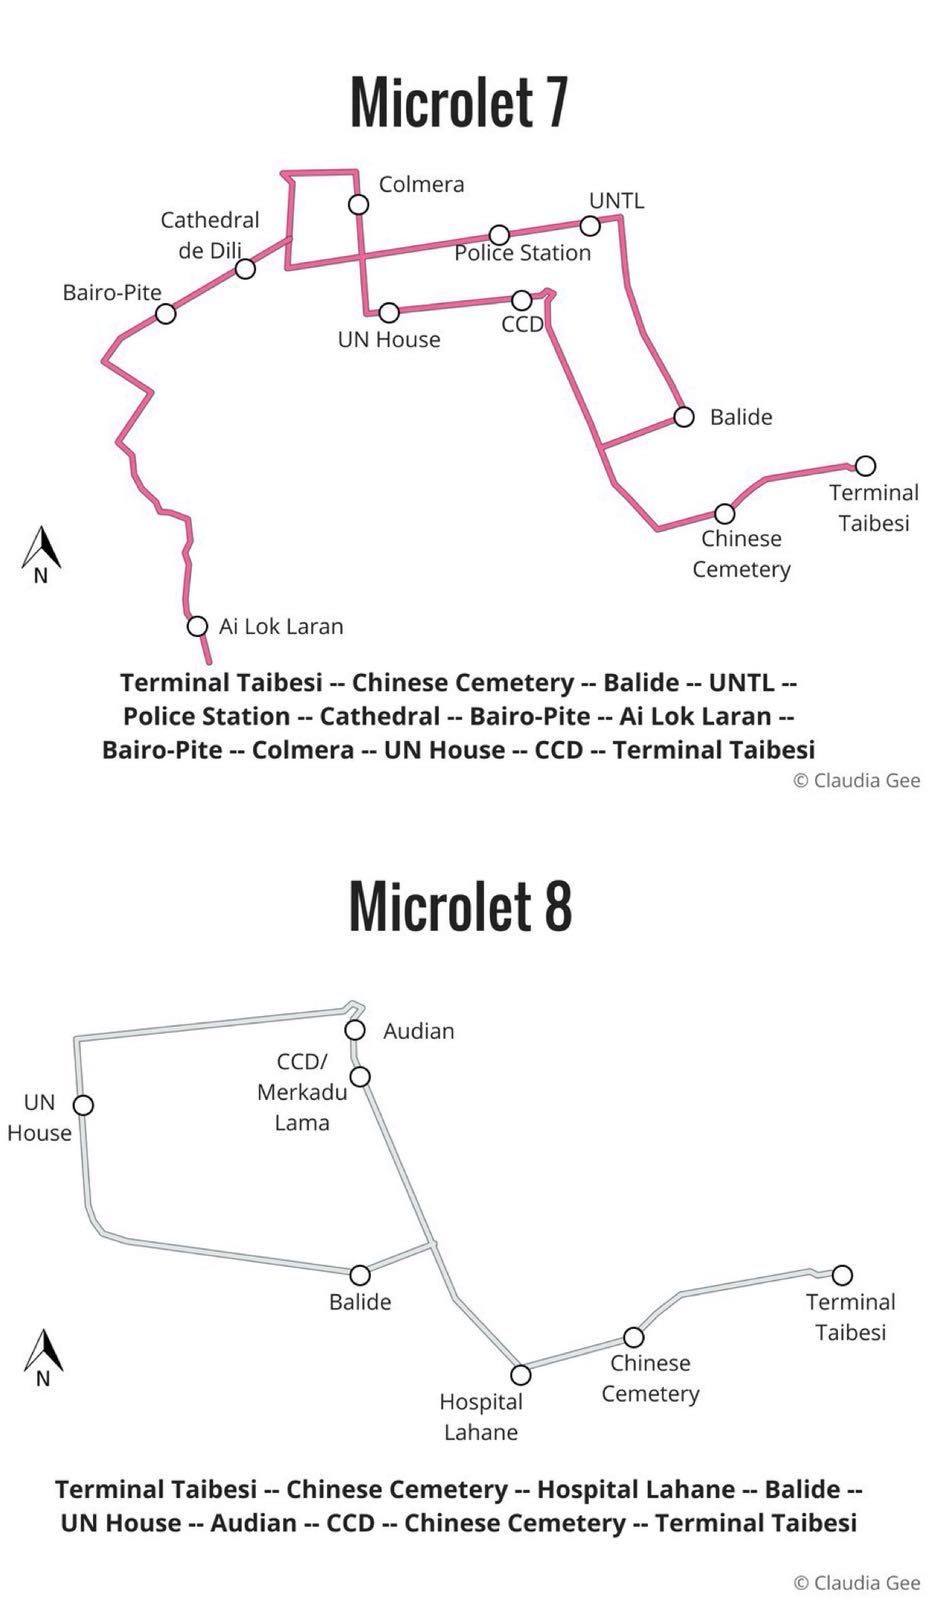 Microlet 7
Colmera
UNTL
Cathedral
de Dili
Police Station
Bairo-Pite
CCD
UN House
Balide
Terminal
Taibesi
Chinese
Cemetery
N
Ai Lok Laran
Terminal Taibesi -- Chinese Cemetery -- Balide -- UNTL --
Police Station -- Cathedral -- Bairo-Pite -- Ai Lok Laran --
Bairo-Pite -- Colmera -- UN House -- CCD -- Terminal Taibesi
© Claudia Gee
Microlet 8
Audian
CCD/
Merkadu
Lama
UN
House
Balide
Terminal
Taibesi
Chinese
Cemetery
N
Hospital
Lahane
Terminal Taibesi -- Chinese Cemetery -- Hospital Lahane -- Balide --
UN House -- Audian -- CCD -- Chinese Cemetery -- Terminal Taibesi
© Claudia Gee